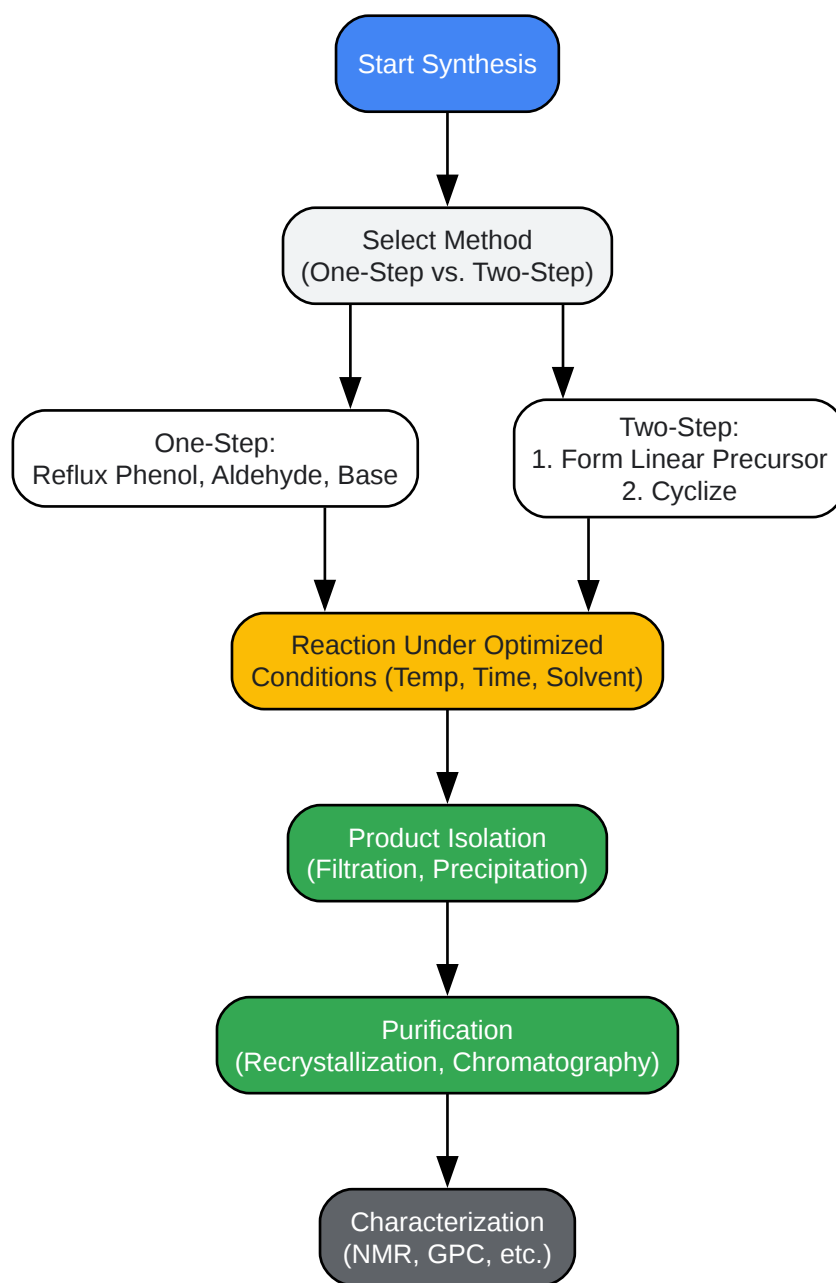 Start Synthesis
Select Method
(One-Step vs. Two-Step)
One-Step:
Reflux Phenol, Aldehyde, Base
Two-Step:
1. Form Linear Precursor
2. Cyclize
Reaction Under Optimized
Conditions (Temp, Time, Solvent)
Product Isolation
(Filtration, Precipitation)
Purification
(Recrystallization, Chromatography)
Characterization
(NMR, GPC, etc.)